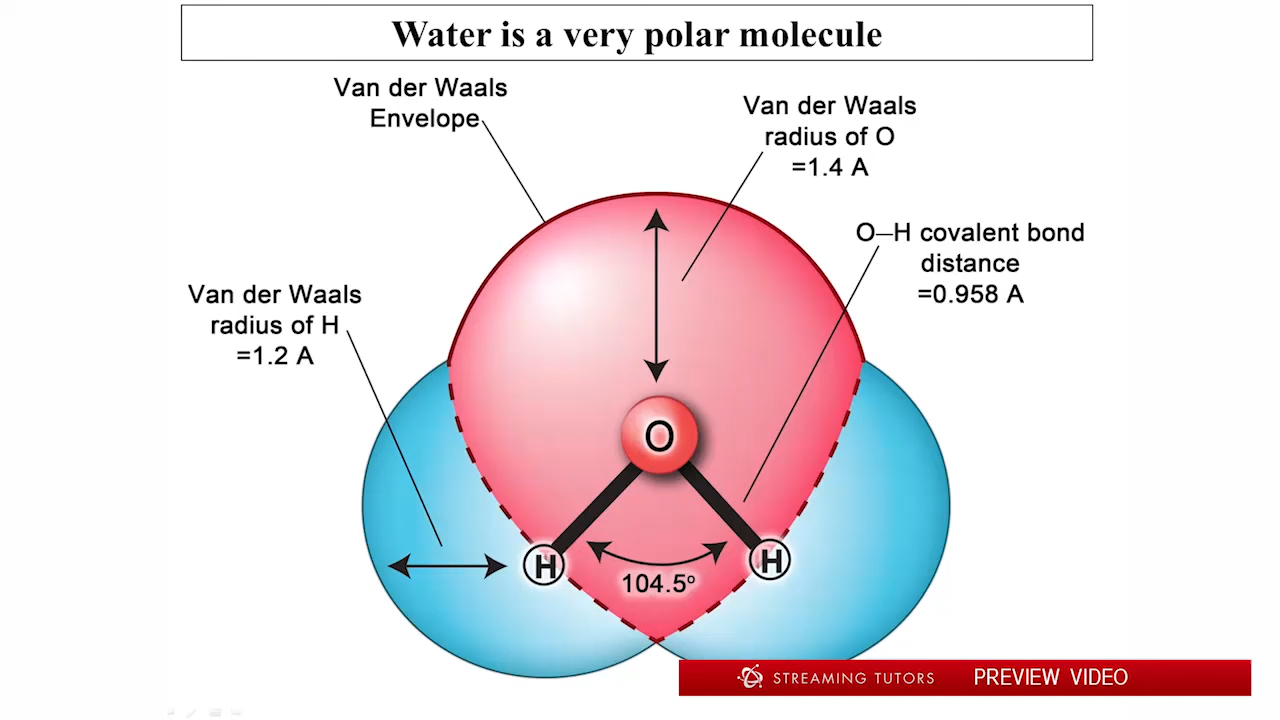 Water is a very polar molecule
Van der Waals
Envelope
Van der Waals
radius of O
=1.4 A
O—H covalent bond
distance
=0.958 A
Van der Waals
radius of H
=1.2 A
O
H
H
104.5º
STREAMING TUTORS PREVIEW VIDEO